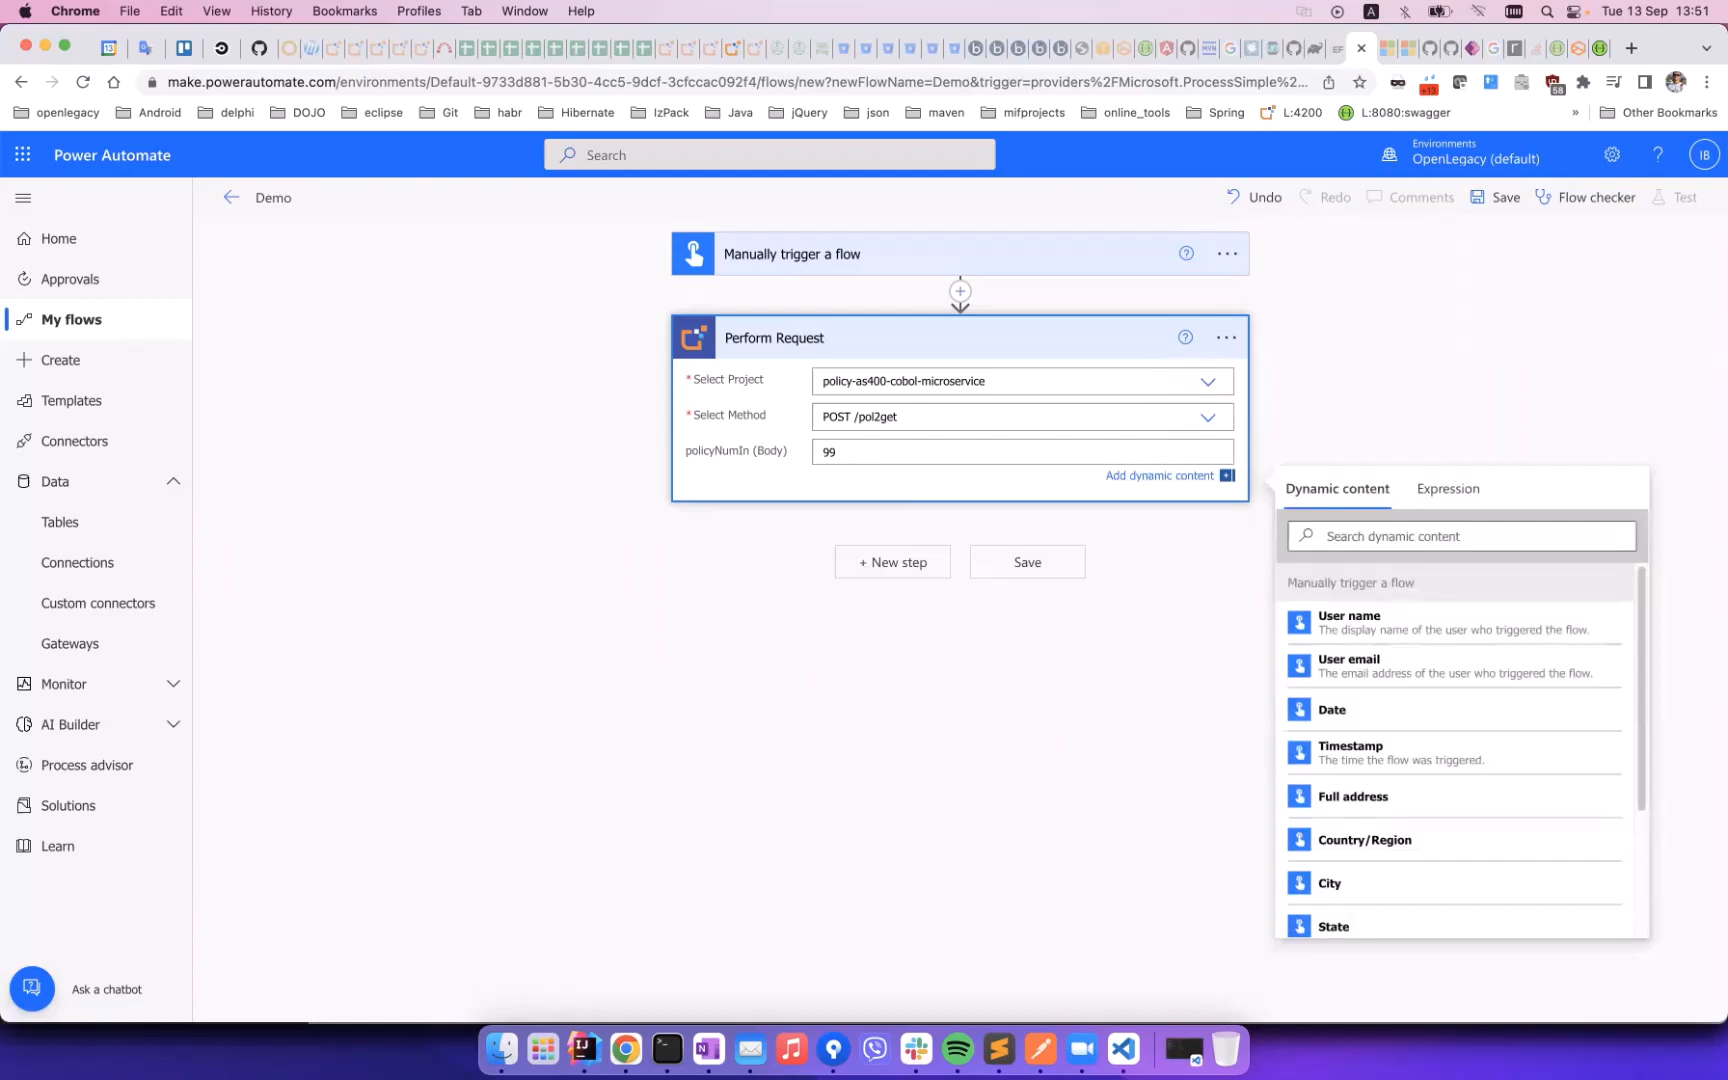 Chrome File Edit View History Bookmarks Profiles Tab Window Help A Tue 13 Sep 13:51
make.powerautomate.com/environments/Default-9733d881-5b30-4cc5-9dcf-3cfccac092f4/flows/new?newFlowName=Demo&trigger=providers%2FMicrosoft.ProcessSimple%2...
+13
58
openlegacy Android delphi DOJO eclipse Git habr Hibernate IzPack Java jQuery json maven mifprojects online_tools Spring L:4200 L:8080:swagger » Other Bookmarks
Power Automate
Search
Environments
OpenLegacy (default)
?
IB
Demo
Undo Redo Comments Save Flow checker Test
Home
Approvals
My flows
Create
Templates
Connectors
Data
Tables
Connections
Custom connectors
Gateways
Monitor
AI Builder
Process advisor
Solutions
Learn
Ask a chatbot
Manually trigger a flow
Perform Request
*Select Project
policy-as400-cobol-microservice
*Select Method
POST /pol2get
policyNumIn (Body)
99
Add dynamic content
+ New step
Save
Dynamic content Expression
Search dynamic content
Manually trigger a flow
User name
The display name of the user who triggered the flow.
User email
The email address of the user who triggered the flow.
Date
Timestamp
The time the flow was triggered.
Full address
Country/Region
City
State